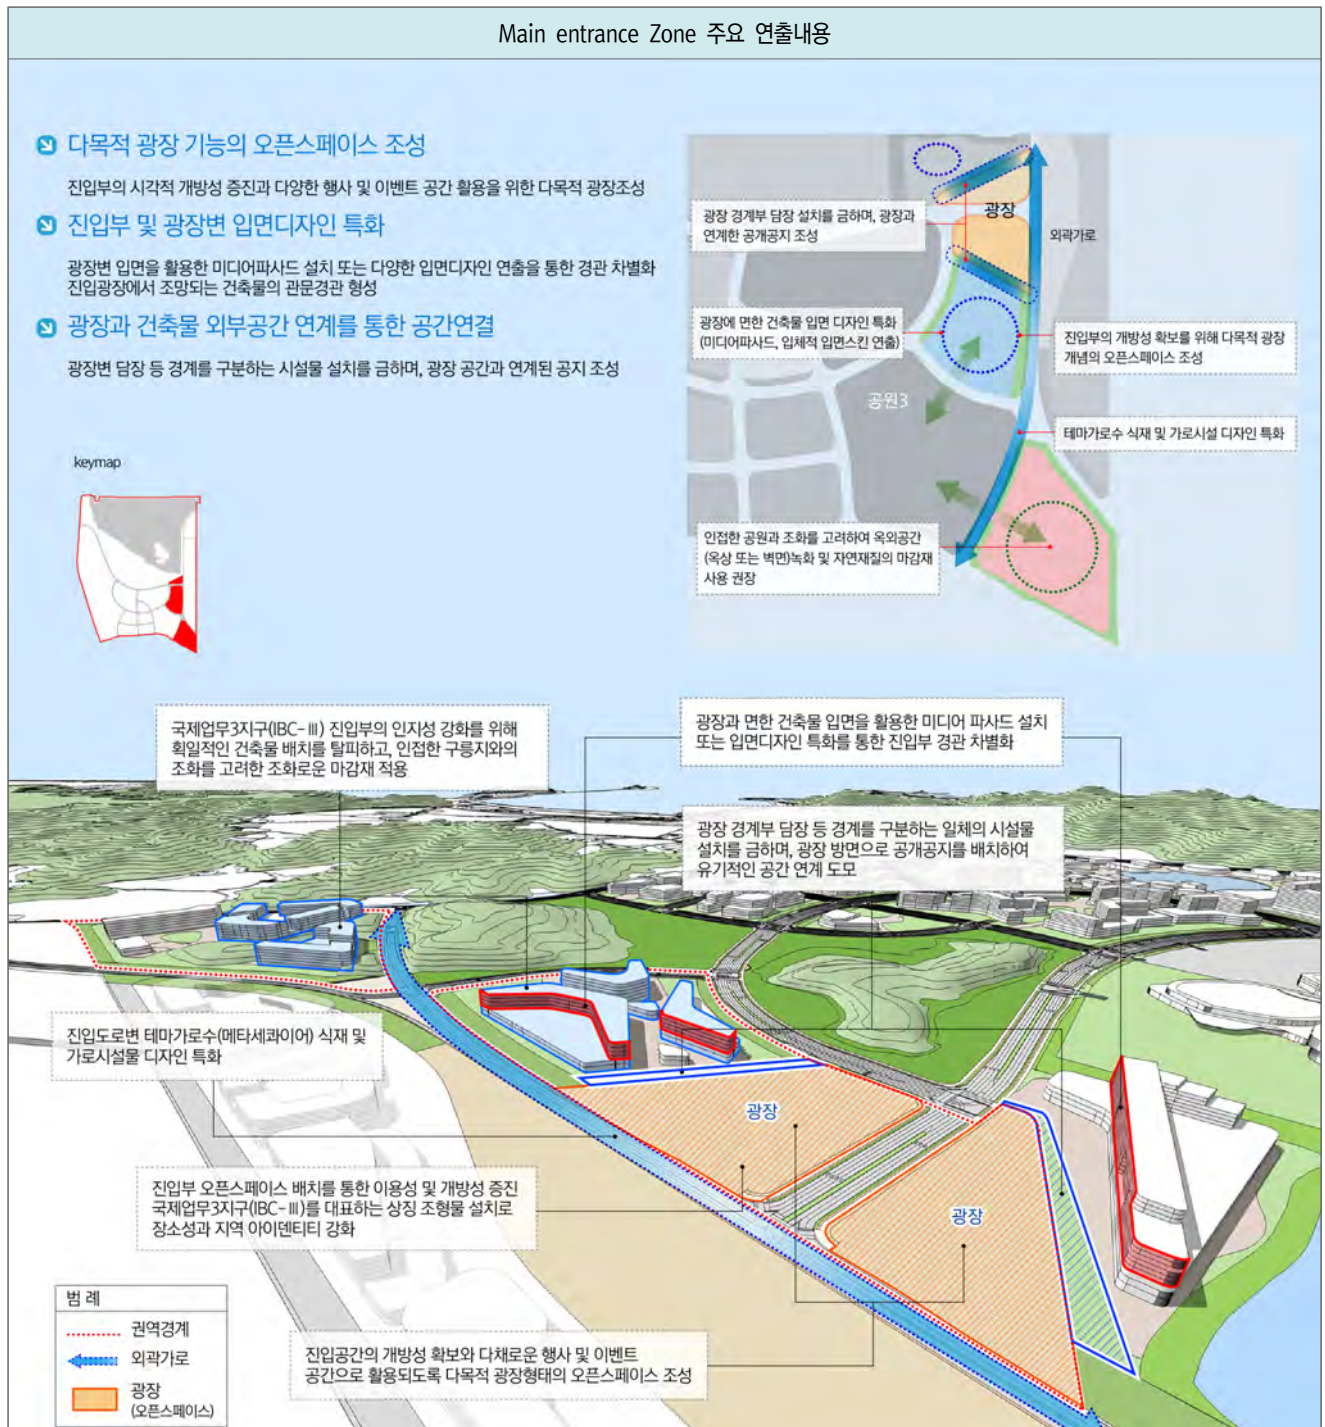 Main entrance Zone 주요 연출내용
다목적 광장 기능의 오픈스페이스 조성
진입부의 시각적 개방성 증진과 다양한 행사 및 이벤트 공간 활용을 위한 다목적 광장조성
진입부 및 광장변 입면디자인 특화
광장변 입면을 활용한 미디어파사드 설치 또는 다양한 입면디자인 연출을 통한 경관 차별화
진입광장에서 조망되는 건축물의 관문경관 형성
광장과 건축물 외부공간 연계를 통한 공간연결
광장변 담장 등 경계를 구분하는 시설물 설치를 금하며, 광장 공간과 연계된 공지 조성
keymap
광장 경계부 담장 설치를 금하며, 광장과
연계한 공개공지 조성
광장
외곽가로
광장에 면한 건축물 입면 디자인 특화
(미디어파사드, 입체적 입면스킨 연출)
진입부의 개방성 확보를 위해 다목적 광장
개념의 오픈스페이스 조성
공원3
테마가로수 식재 및 가로시설 디자인 특화
인접한 공원과 조화를 고려하여 옥외공간
(옥상 또는 벽면)녹화 및 자연재질의 마감재
사용 권장
국제업무3지구(IBC-Ⅲ) 진입부의 인지성 강화를 위해
획일적인 건축물 배치를 탈피하고, 인접한 구릉지와의
조화를 고려한 조화로운 마감재 적용
광장과 면한 건축물 입면을 활용한 미디어 파사드 설치
또는 입면디자인 특화를 통한 진입부 경관 차별화
광장 경계부 담장 등 경계를 구분하는 일체의 시설물
설치를 금하며, 광장 방면으로 공개공지를 배치하여
유기적인 공간 연계 도모
진입도로변 테마가로수(메타세콰이어) 식재 및
가로시설물 디자인 특화
광장
광장
진입부 오픈스페이스 배치를 통한 이용성 및 개방성 증진
국제업무3지구(IBC-Ⅲ)를 대표하는 상징 조형물 설치로
장소성과 지역 아이덴티티 강화
진입공간의 개방성 확보와 다채로운 행사 및 이벤트
공간으로 활용되도록 다목적 광장형태의 오픈스페이스 조성
범 례
권역경계
외곽가로
광장
(오픈스페이스)